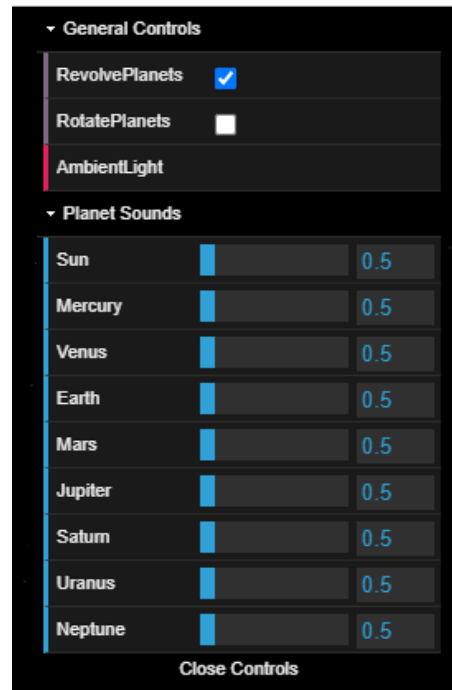 General Controls
RevolvePlanets
RotatePlanets
AmbientLight
Planet Sounds
Sun 0.5
Mercury 0.5
Venus 0.5
Earth 0.5
Mars 0.5
Jupiter 0.5
Saturn 0.5
Uranus 0.5
Neptune 0.5
Close Controls